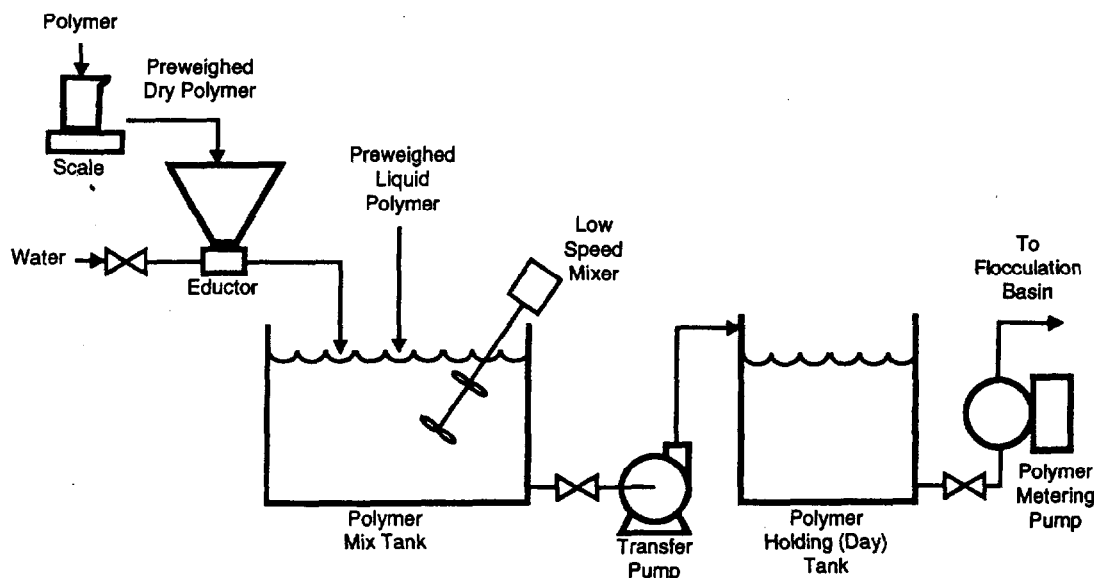 Polymer
Preweighed
Dry Polymer
Scale
Water
Eductor
Preweighed
Liquid
Polymer
Low
Speed
Mixer
Polymer
Mix Tank
Transfer
Pump
Polymer
Holding (Day)
Tank
To
Flocculation
Basin
Polymer
Metering
Pump